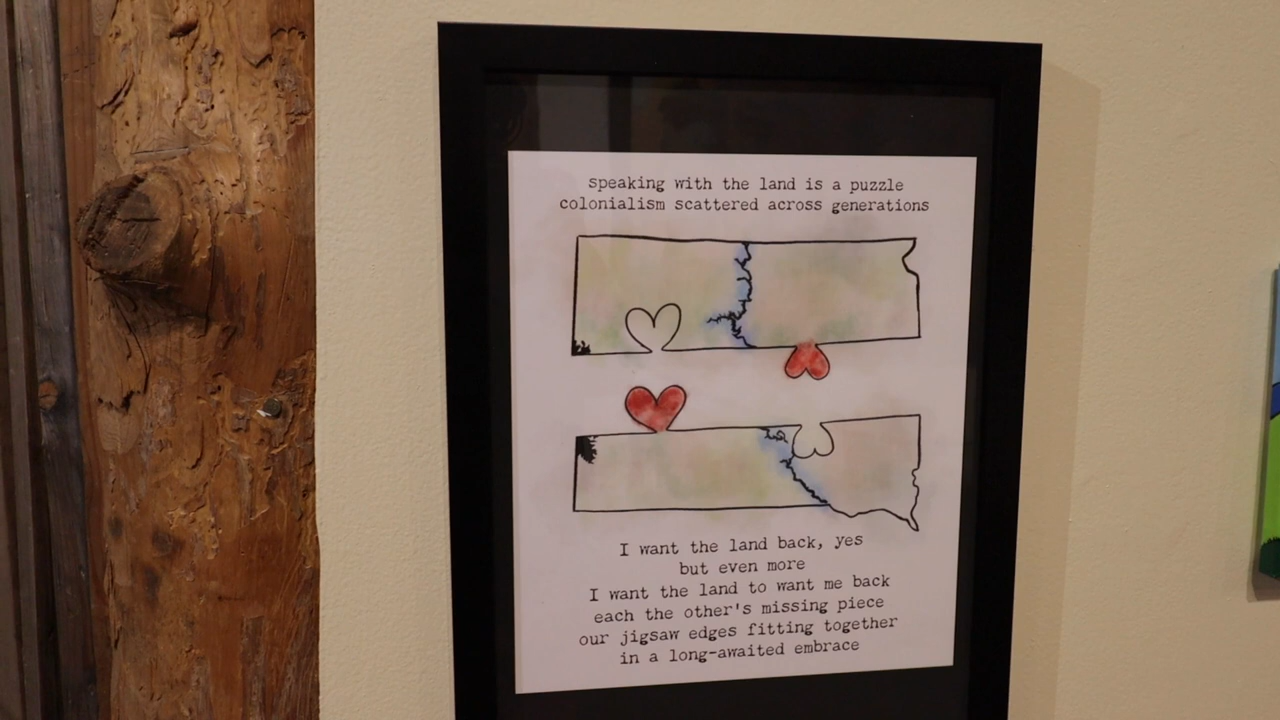 speaking with the land is a puzzle
colonialism scattered across generations
I want the land back, yes
but even more
I want the land to want me back
each the other's missing piece
our jigsaw edges fitting together
in a long-awaited embrace